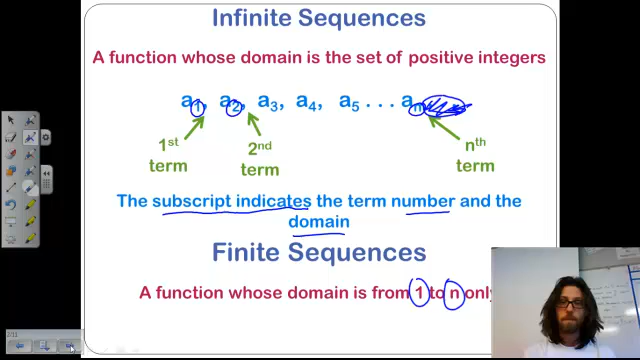 Infinite Sequences
A function whose domain is the set of positive integers
a1, a2, a3, a4, a5 . . . an
1st term
2nd term
nth term
The subscript indicates the term number and the
domain
Finite Sequences
A function whose domain is from 1 to n only
2/11